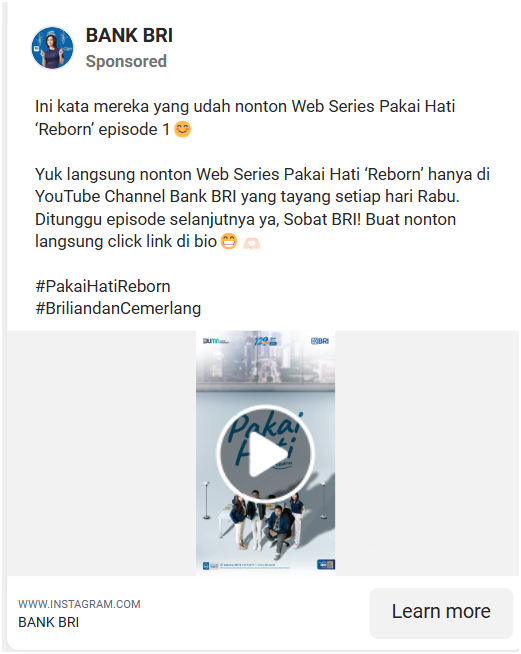 BANK BRI
Sponsored
Ini kata mereka yang udah nonton Web Series Pakai Hati
‘Reborn’ episode 1😊
Yuk langsung nonton Web Series Pakai Hati ‘Reborn’ hanya di
YouTube Channel Bank BRI yang tayang setiap hari Rabu.
Ditunggu episode selanjutnya ya, Sobat BRI! Buat nonton
langsung click link di bio😁🫶🏻
#PakaiHatiReborn
#BriliandanCemerlang
BUMN
129
BRI
Pakai
Hati
WWW.INSTAGRAM.COM
BANK BRI
Learn more